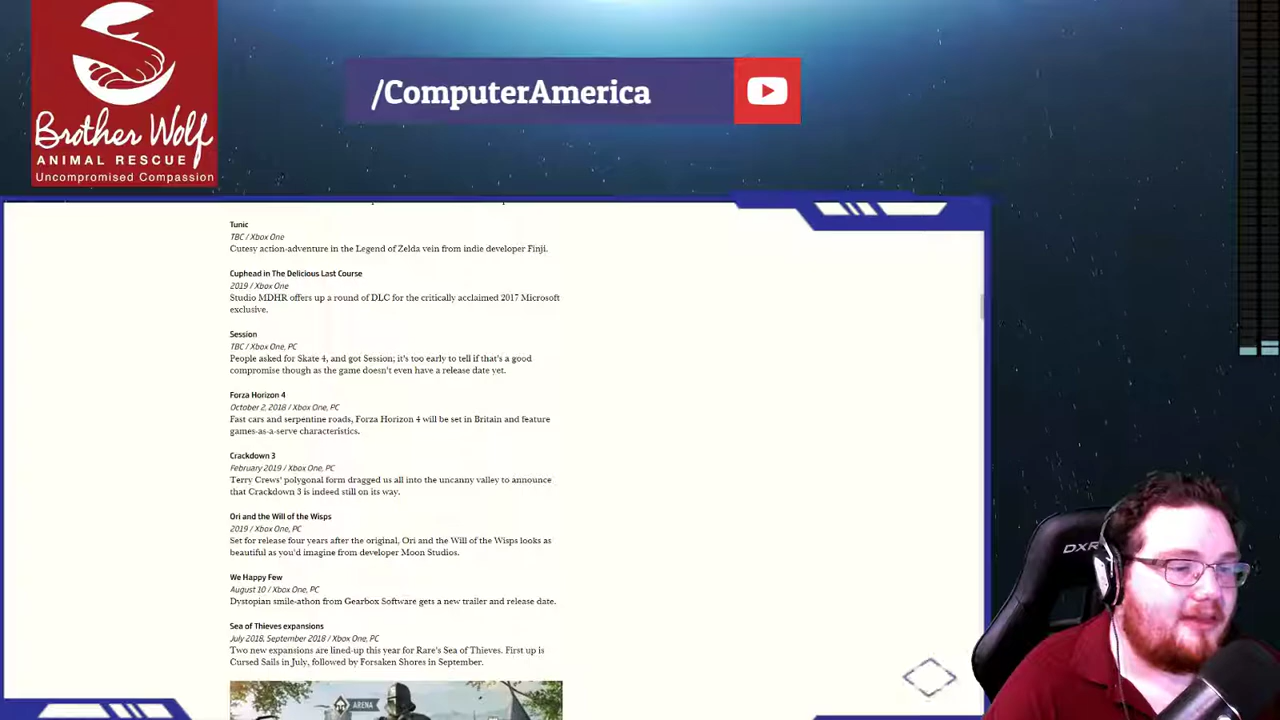 Brother Wolf
ANIMAL RESCUE
Uncompromised Compassion
/ComputerAmerica
Tunic
TBC / Xbox One
Cutesy action-adventure in the Legend of Zelda vein from indie developer Finji.
Cuphead in The Delicious Last Course
2019 / Xbox One
Studio MDHR offers up a round of DLC for the critically acclaimed 2017 Microsoft
exclusive.
Session
TBC / Xbox One, PC
People asked for Skate 4, and got Session; it's too early to tell if that's a good
compromise though as the game doesn't even have a release date yet.
Forza Horizon 4
October 2, 2018 / Xbox One, PC
Fast cars and serpentine roads, Forza Horizon 4 will be set in Britain and feature
games-as-a-serve characteristics.
Crackdown 3
February 2019 / Xbox One, PC
Terry Crews' polygonal form dragged us all into the uncanny valley to announce
that Crackdown 3 is indeed still on its way.
Ori and the Will of the Wisps
2019 / Xbox One, PC
Set for release four years after the original, Ori and the Will of the Wisps looks as
beautiful as you'd imagine from developer Moon Studios.
We Happy Few
August 10 / Xbox One, PC
Dystopian smile-athon from Gearbox Software gets a new trailer and release date.
Sea of Thieves expansions
July 2018, September 2018 / Xbox One, PC
Two new expansions are lined-up this year for Rare's Sea of Thieves. First up is
Cursed Sails in July, followed by Forsaken Shores in September.
ARENA
DXR